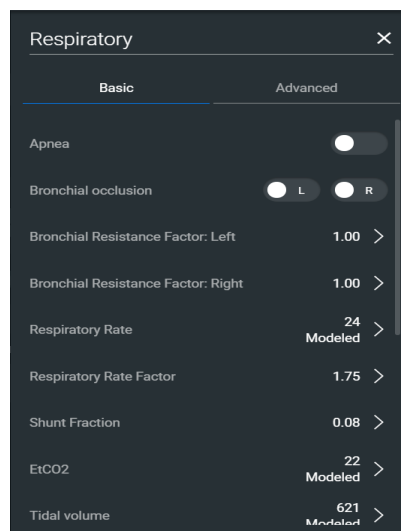 Respiratory
Basic Advanced
Apnea
Bronchial occlusion L R
Bronchial Resistance Factor: Left 1.00
Bronchial Resistance Factor: Right 1.00
Respiratory Rate 24
Modeled
Respiratory Rate Factor 1.75
Shunt Fraction 0.08
EtCO2 22
Modeled
Tidal volume 621
Modeled